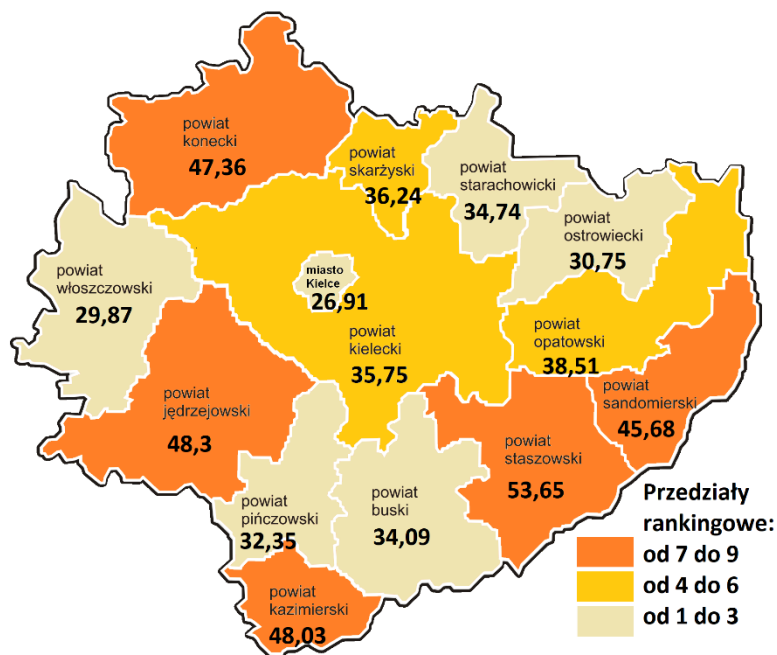 powiat
konecki
47,36
powiat
skarżyski
36,24
powiat
starachowicki
34,74
powiat
ostrowiecki
30,75
powiat
włoszczowski
29,87
miasto
Kielce
26,91
powiat
kielecki
35,75
powiat
opatowski
38,51
powiat
jędrzejowski
48,3
powiat
sandomierski
45,68
powiat
staszowski
53,65
powiat
pińczowski
32,35
powiat
buski
34,09
powiat
kazimierski
48,03
Przedziały
rankingowe:
od 7 do 9
od 4 do 6
od 1 do 3